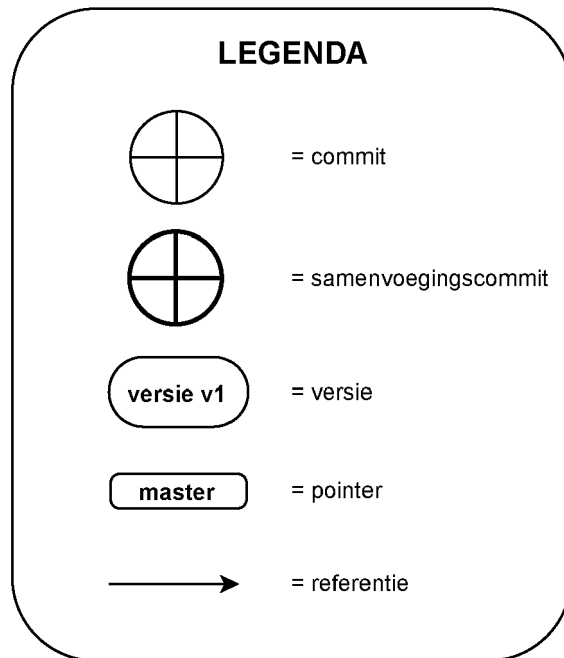 LEGENDA
= commit
= samenvoegingscommit
versie v1 = versie
master = pointer
= referentie